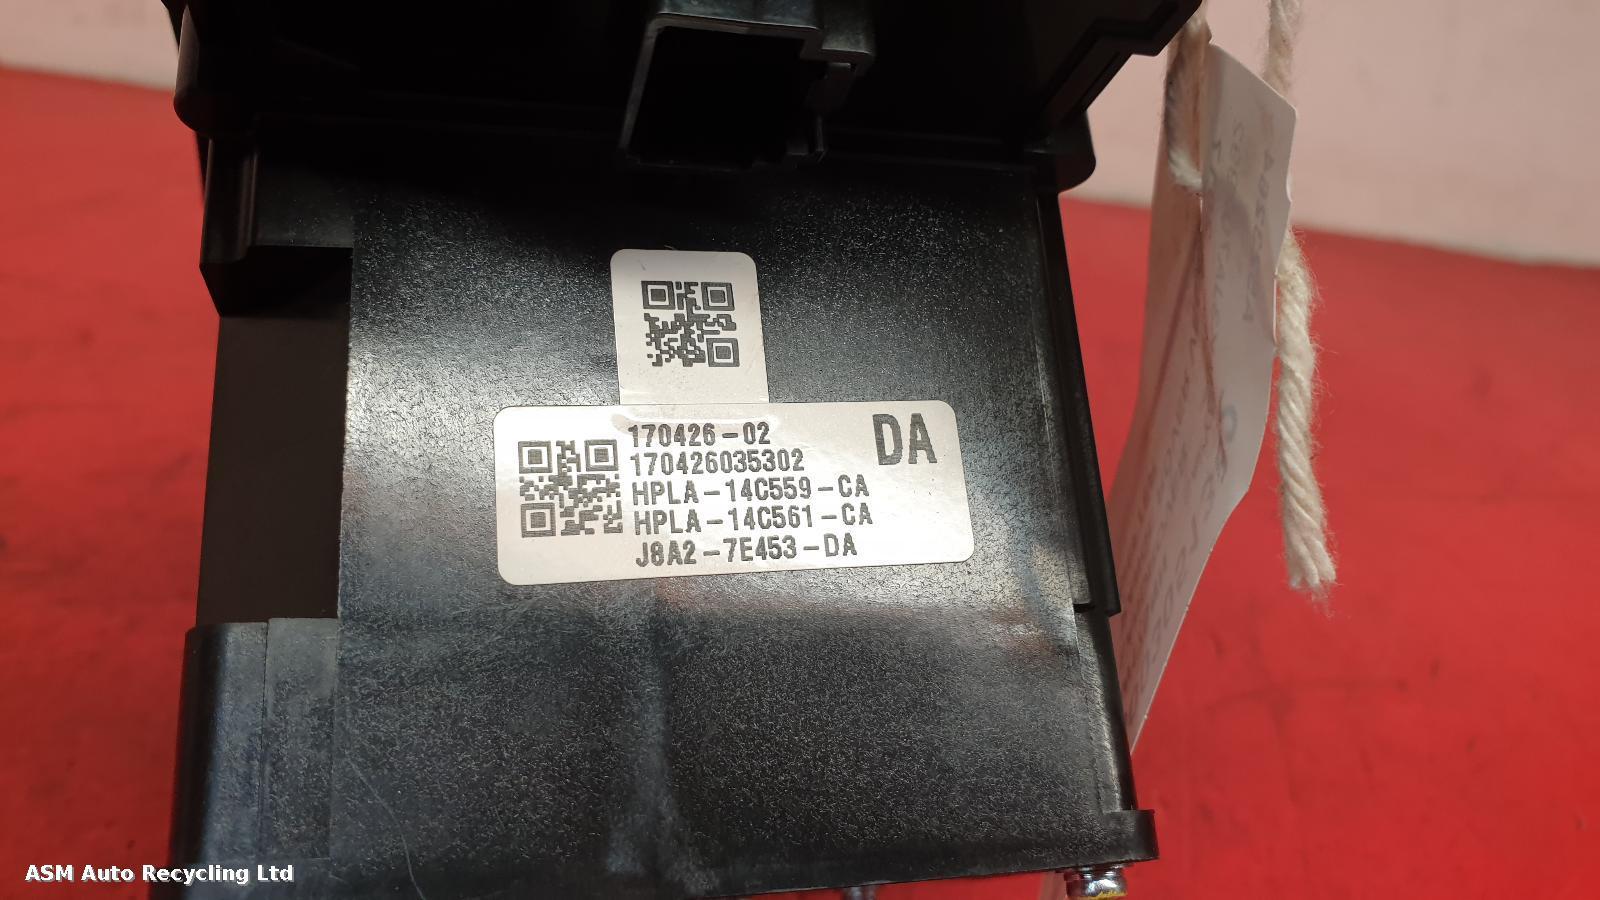 170426-02
DA
170426035302
HPLA-14C559-CA
HPLA-14C561-CA
J8A2-7E453-DA
ASM Auto Recycling Ltd